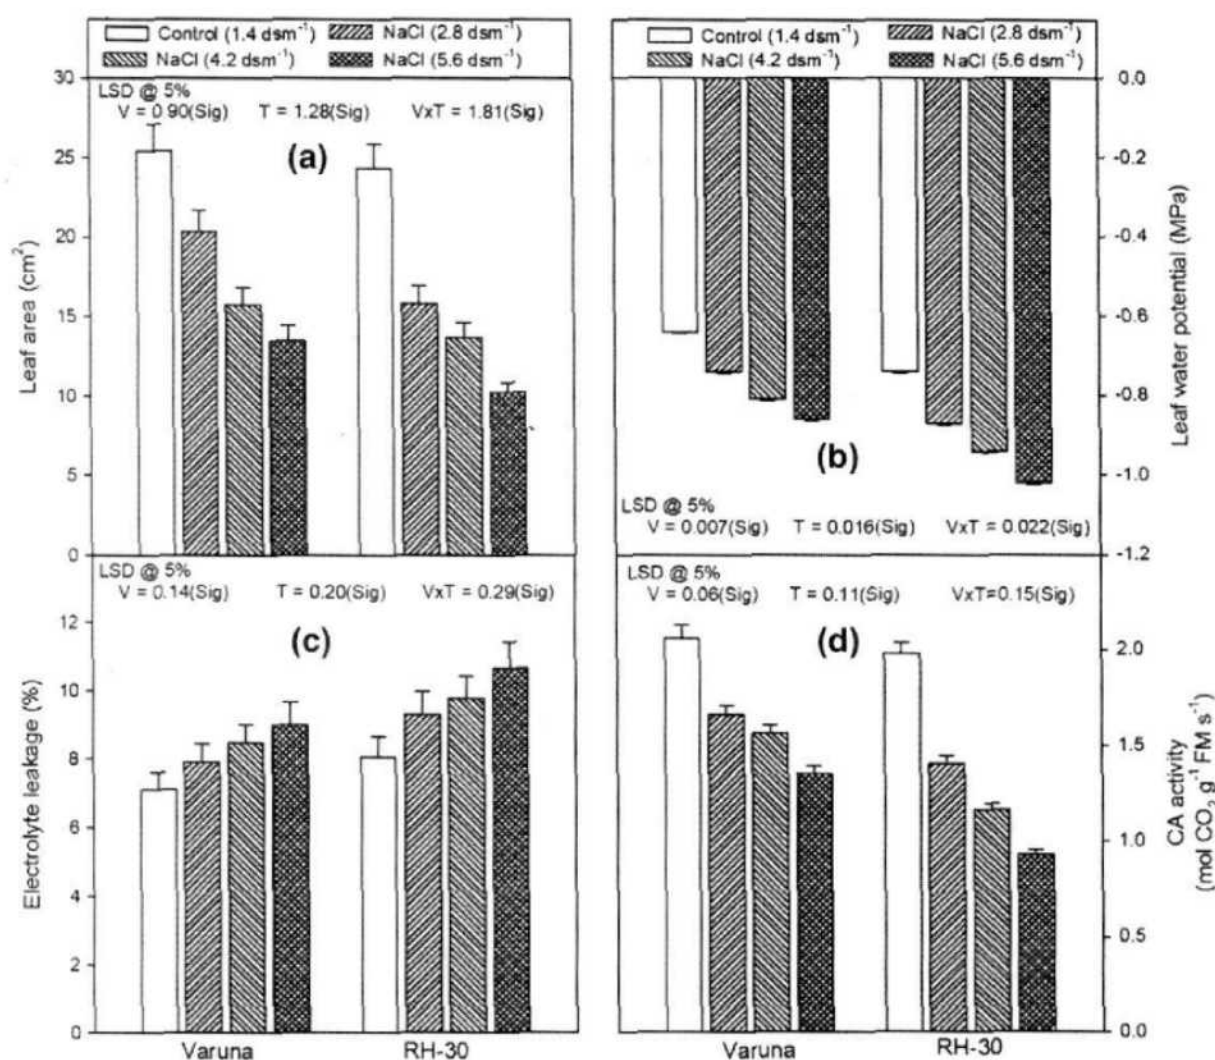 Control (1.4 dsm⁻¹) NaCl (2.8 dsm⁻¹)
NaCl (4.2 dsm⁻¹) NaCl (5.6 dsm⁻¹)
30
LSD @ 5%
V = 0.90(Sig) T = 1.28(Sig) VxT = 1.81(Sig)
(a)
25
20
15
10
5
0
Leaf area (cm²)
Control (1.4 dsm⁻¹) NaCl (2.8 dsm⁻¹)
NaCl (4.2 dsm⁻¹) NaCl (5.6 dsm⁻¹)
0.0
-0.2
-0.4
-0.6
-0.8
-1.0
-1.2
Leaf water potential (MPa)
(b)
LSD @ 5%
V = 0.007(Sig) T = 0.016(Sig) VxT = 0.022(Sig)
LSD @ 5%
V = 0.14(Sig) T = 0.20(Sig) VxT = 0.29(Sig)
(c)
12
10
8
6
4
2
0
Electrolyte leakage (%)
Varuna RH-30
LSD @ 5%
V = 0.06(Sig) T = 0.11(Sig) VxT=0.15(Sig)
(d)
2.0
1.5
1.0
0.5
0.0
CA activity
(mol CO₂ g⁻¹ FM s⁻¹)
Varuna RH-30